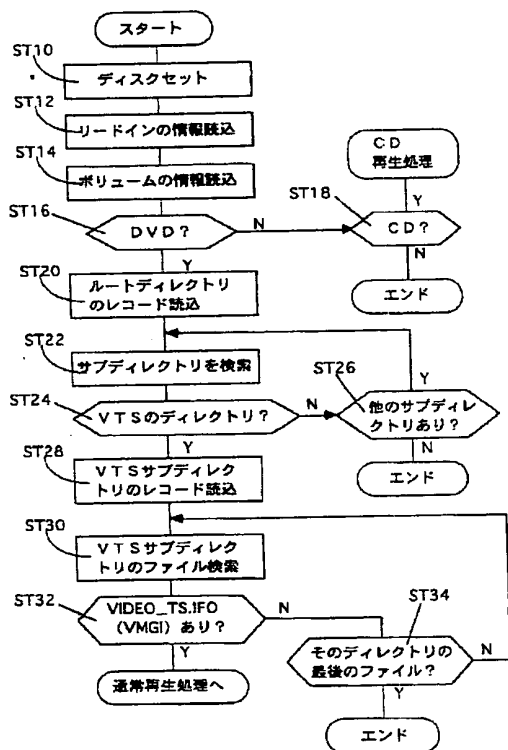 スタート
ST10
ディスクセット
ST12
リードインの情報読込
ST14
ボリュームの情報読込
ST16
DVD?
N
Y
ST18
CD
再生処理
Y
CD?
N
エンド
ST20
ルートディレクトリ
のレコード読込
ST22
サブディレクトリを検索
ST24
VTSのディレクトリ?
N
Y
ST26
Y
他のサブディレ
クトリあり?
N
エンド
ST28
VTSサブディレク
トリのレコード読込
ST30
VTSサブディレク
トリのファイル検索
ST32
VIDEO_TS.IFO
(VMGI)あり?
N
Y
通常再生処理へ
ST34
そのディレクトリの
最後のファイル?
N
Y
エンド